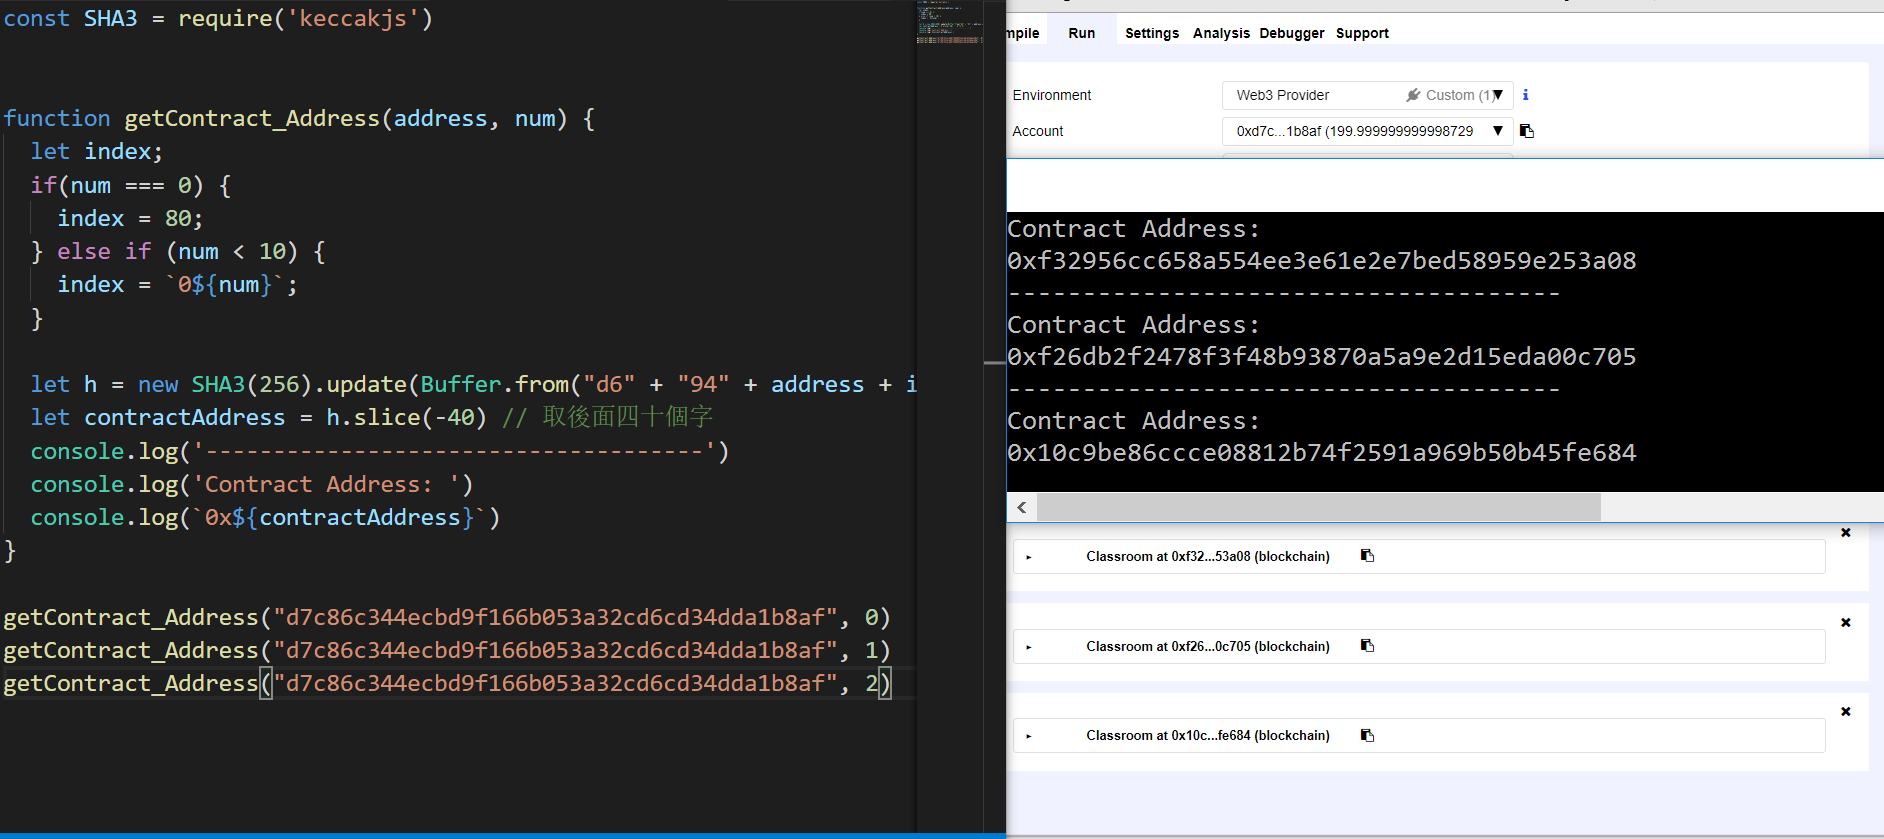 const SHA3 = require('keccakjs')
function getContract_Address(address, num) {
let index;
if(num === 0) {
index = 80;
} else if (num < 10) {
index = `0${num}`;
}
let h = new SHA3(256).update(Buffer.from("d6" + "94" + address + i
let contractAddress = h.slice(-40) // 取後面四十個字
console.log('-------------------------------------')
console.log('Contract Address: ')
console.log(`0x${contractAddress}`)
}
getContract_Address("d7c86c344ecbd9f166b053a32cd6cd34dda1b8af", 0)
getContract_Address("d7c86c344ecbd9f166b053a32cd6cd34dda1b8af", 1)
getContract_Address("d7c86c344ecbd9f166b053a32cd6cd34dda1b8af", 2)
mpile Run Settings Analysis Debugger Support
Environment Web3 Provider Custom (1) i
Account 0xd7c...1b8af (199.999999999998729
Contract Address:
0xf32956cc658a554ee3e61e2e7bed58959e253a08
-------------------------------------
Contract Address:
0xf26db2f2478f3f48b93870a5a9e2d15eda00c705
-------------------------------------
Contract Address:
0x10c9be86ccce08812b74f2591a969b50b45fe684
Classroom at 0xf32...53a08 (blockchain)
Classroom at 0xf26...0c705 (blockchain)
Classroom at 0x10c...fe684 (blockchain)